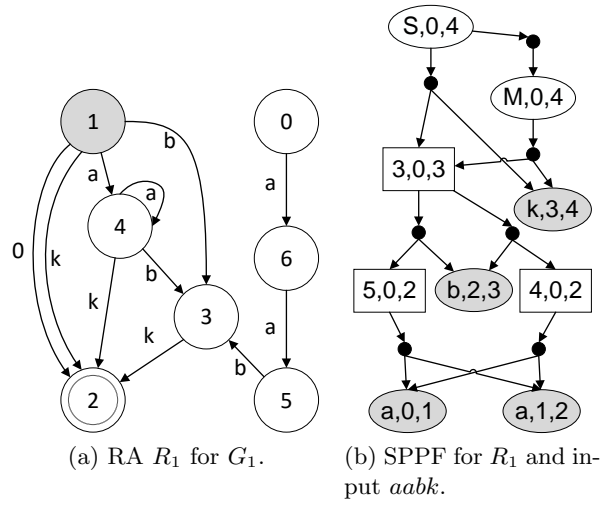 1
0
b
a
a
a
4
6
0
k
b
k
a
3
k
b
2
5
(a) RA R1 for G1.
S,0,4
M,0,4
3,0,3
k,3,4
5,0,2
b,2,3
4,0,2
a,0,1
a,1,2
(b) SPPF for R1 and in-
put aabk.